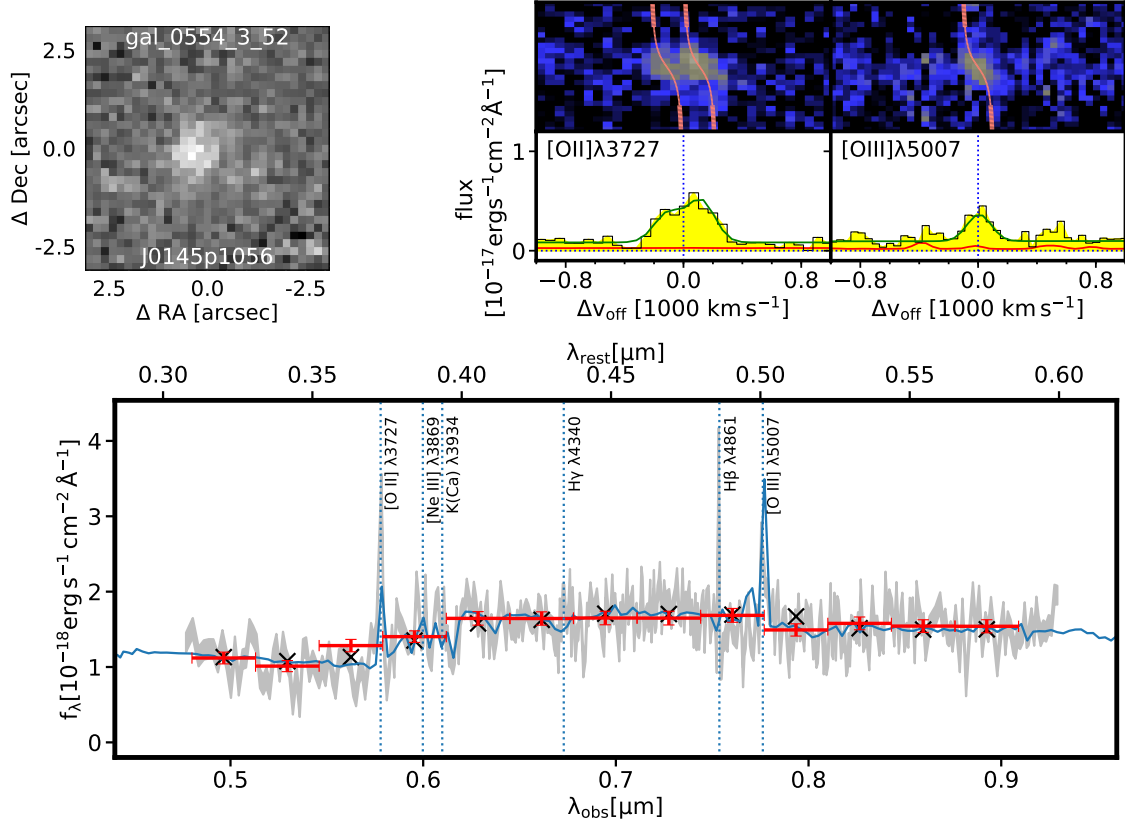 gal_0554_3_52
J0145p1056
2.5
0.0
-2.5
Δ Dec [arcsec]
2.5 0.0 -2.5
Δ RA [arcsec]
[OII]λ3727
[OIII]λ5007
1
0
flux
[10⁻¹⁷ergs⁻¹cm⁻²Å⁻¹]
−0.8 0.0 0.8
−0.8 0.0 0.8
Δv_off [1000 km s⁻¹]
Δv_off [1000 km s⁻¹]
λ_rest[μm]
0.30 0.35 0.40 0.45 0.50 0.55 0.60
[O II] λ3727
[Ne III] λ3869
K(Ca) λ3934
Hγ λ4340
Hβ λ4861
[O III] λ5007
4
3
2
1
0
f_λ[10⁻¹⁸erg s⁻¹ cm⁻² Å⁻¹]
0.5 0.6 0.7 0.8 0.9
λ_obs[μm]